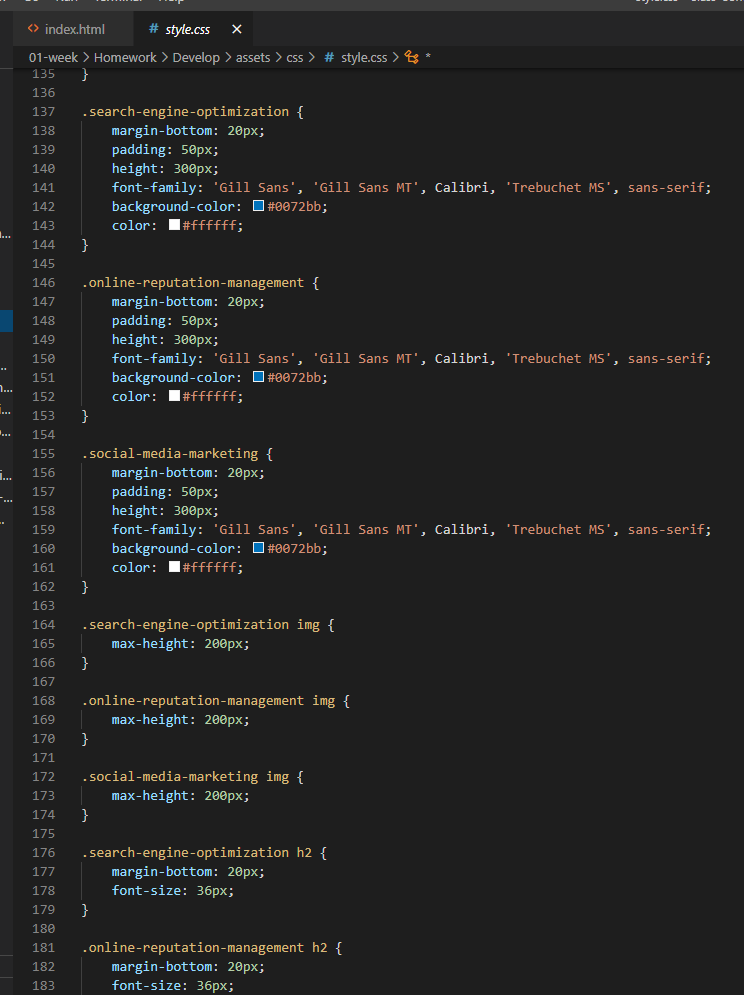 index.html
# style.css ×
01-week > Homework > Develop > assets > css > # style.css > *
135 }
136
137 .search-engine-optimization {
138 margin-bottom: 20px;
139 padding: 50px;
140 height: 300px;
141 font-family: 'Gill Sans', 'Gill Sans MT', Calibri, 'Trebuchet MS', sans-serif;
142 background-color: #0072bb;
143 color: #ffffff;
144 }
145
146 .online-reputation-management {
147 margin-bottom: 20px;
148 padding: 50px;
149 height: 300px;
150 font-family: 'Gill Sans', 'Gill Sans MT', Calibri, 'Trebuchet MS', sans-serif;
151 background-color: #0072bb;
152 color: #ffffff;
153 }
154
155 .social-media-marketing {
156 margin-bottom: 20px;
157 padding: 50px;
158 height: 300px;
159 font-family: 'Gill Sans', 'Gill Sans MT', Calibri, 'Trebuchet MS', sans-serif;
160 background-color: #0072bb;
161 color: #ffffff;
162 }
163
164 .search-engine-optimization img {
165 max-height: 200px;
166 }
167
168 .online-reputation-management img {
169 max-height: 200px;
170 }
171
172 .social-media-marketing img {
173 max-height: 200px;
174 }
175
176 .search-engine-optimization h2 {
177 margin-bottom: 20px;
178 font-size: 36px;
179 }
180
181 .online-reputation-management h2 {
182 margin-bottom: 20px;
183 font-size: 36px;